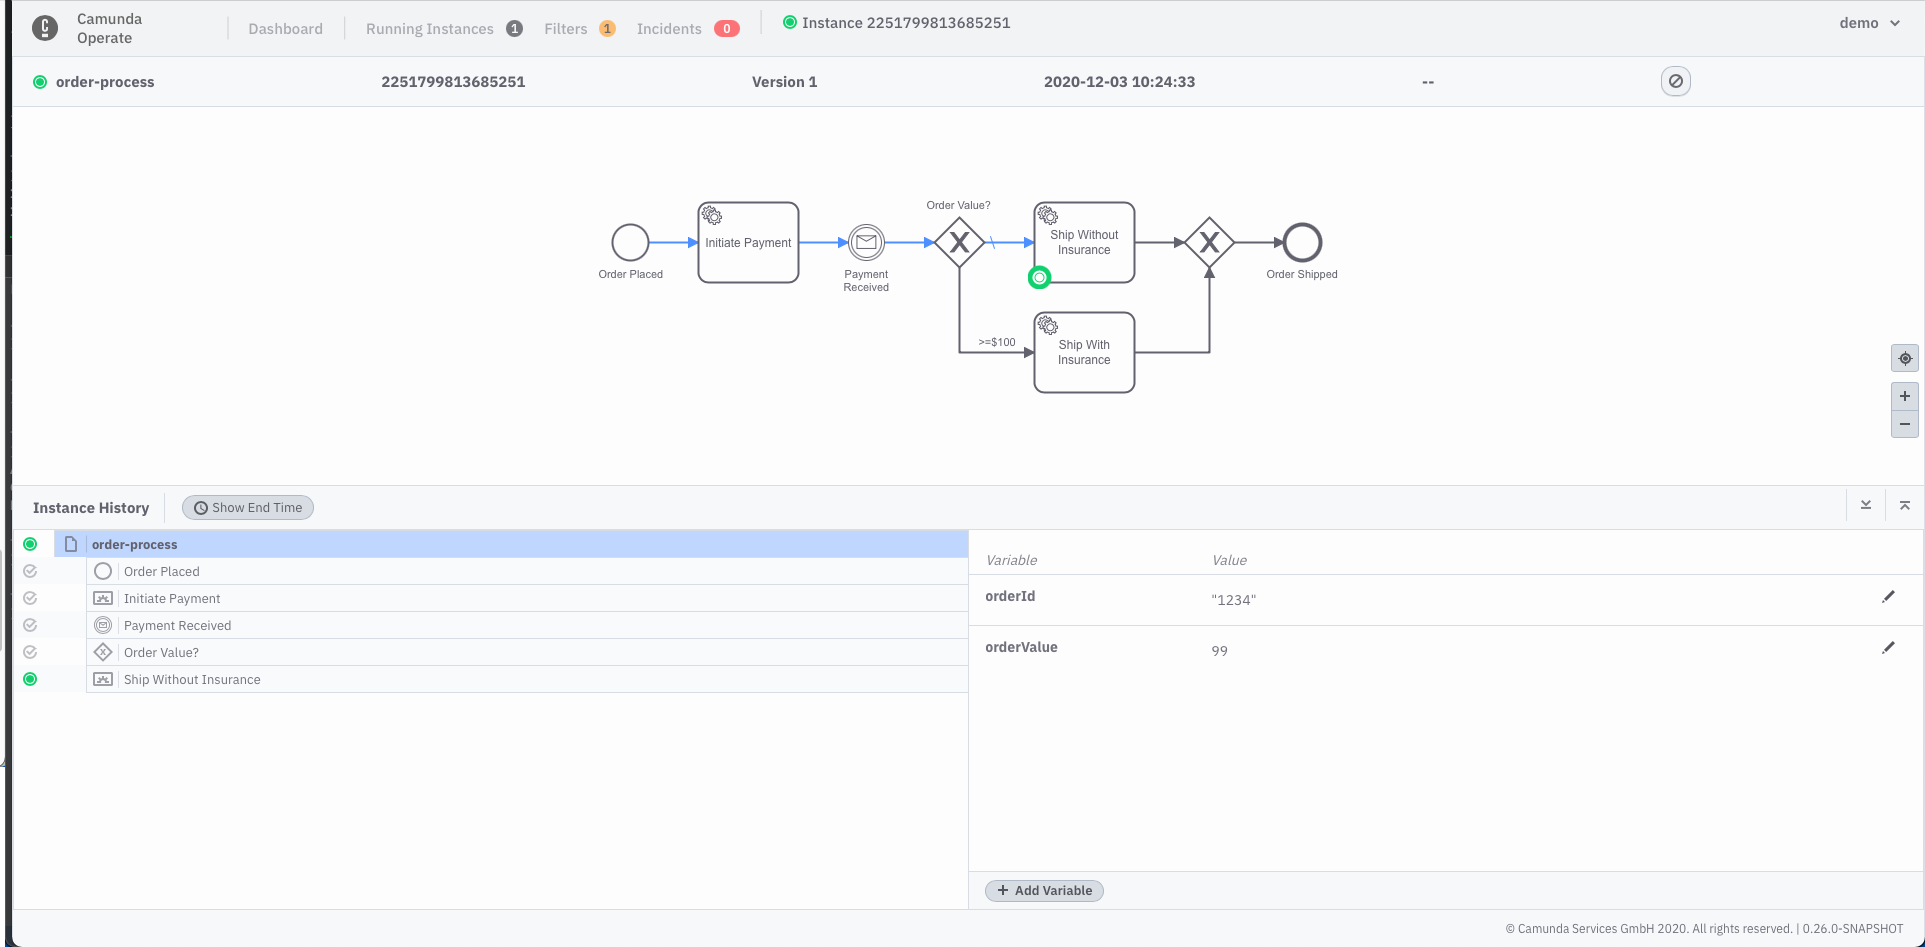 Camunda
Operate
Dashboard
Running Instances 1
Filters 1
Incidents 0
Instance 2251799813685251
demo
order-process 2251799813685251 Version 1 2020-12-03 10:24:33 --
Order Value?
Initiate Payment
Ship Without
Insurance
Order Placed
Payment
Received
Order Shipped
>=$100
Ship With
Insurance
Instance History
Show End Time
order-process
Order Placed
Initiate Payment
Payment Received
Order Value?
Ship Without Insurance
Variable Value
orderId "1234"
orderValue 99
+ Add Variable
© Camunda Services GmbH 2020. All rights reserved. | 0.26.0-SNAPSHOT